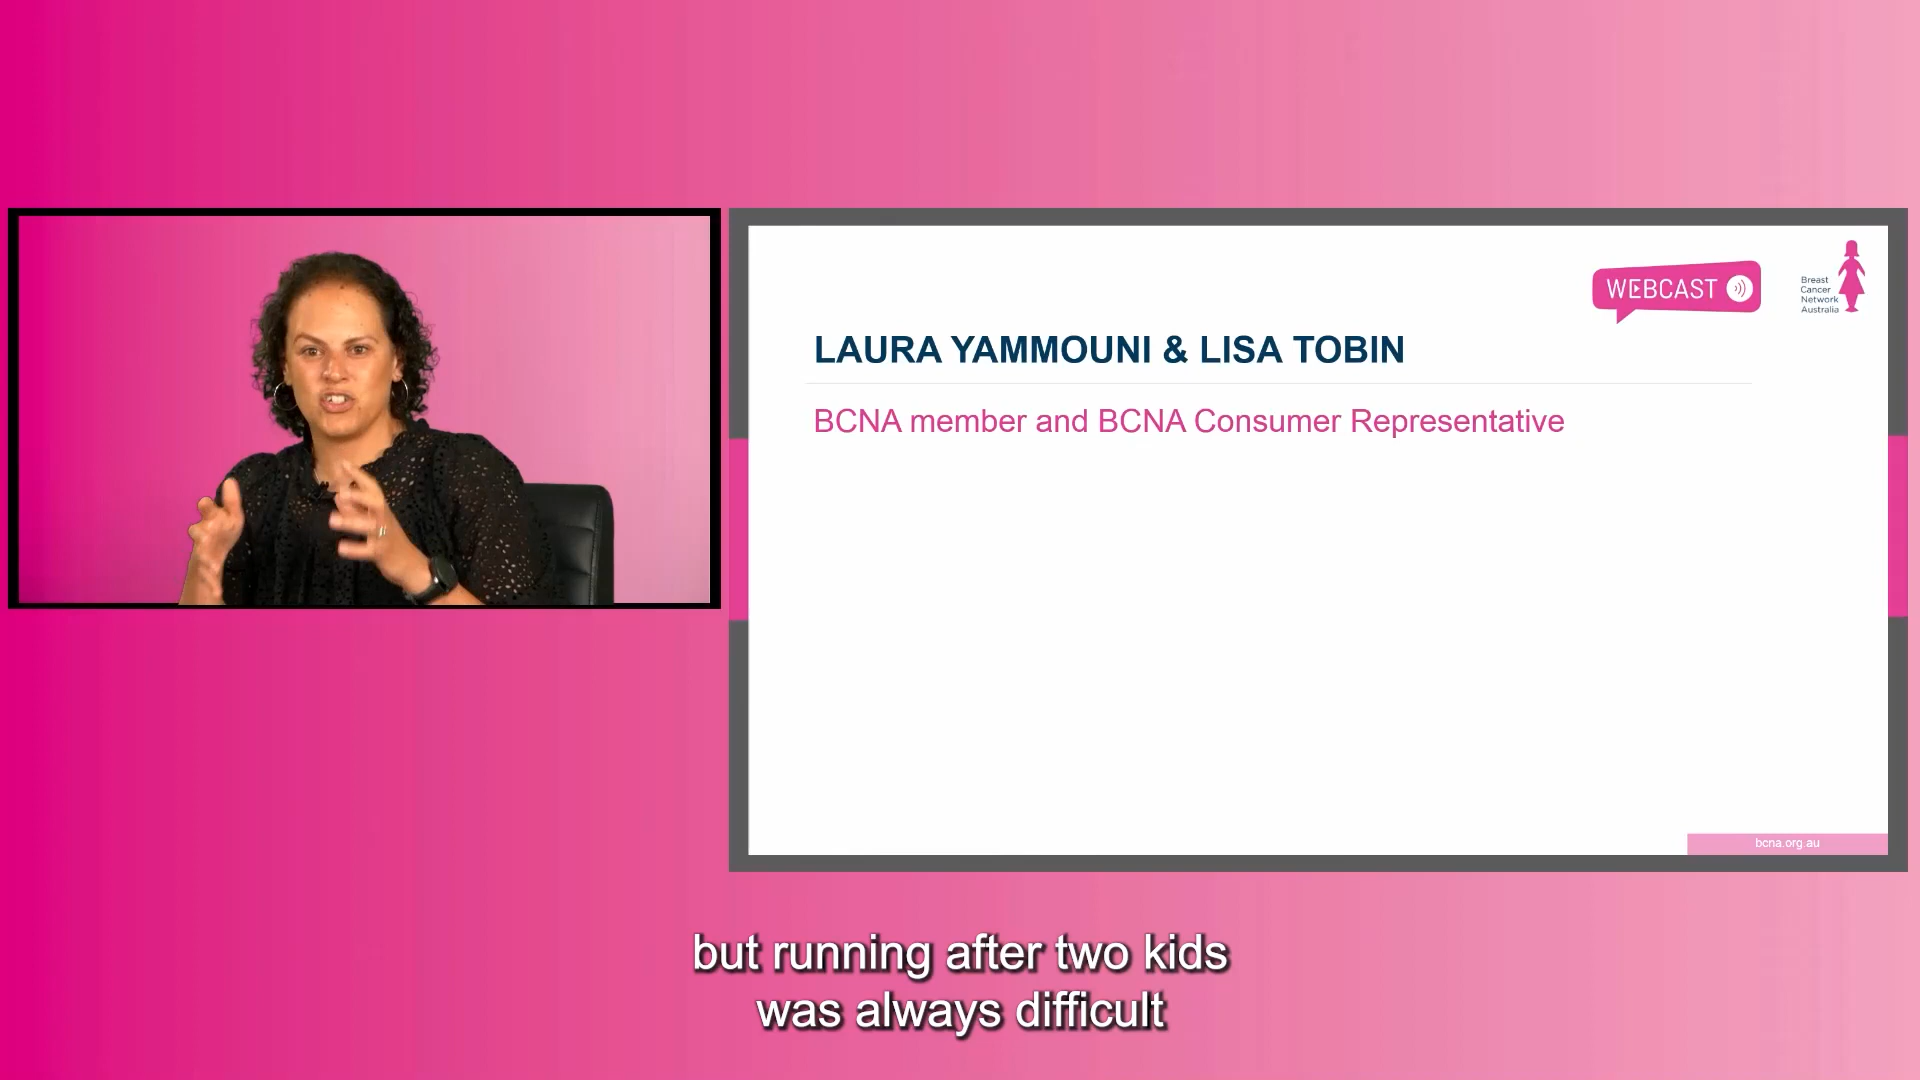 WEBCAST
Breast
Cancer
Network
Australia
LAURA YAMMOUNI & LISA TOBIN
BCNA member and BCNA Consumer Representative
bcna.org.au
but running after two kids
was always difficult